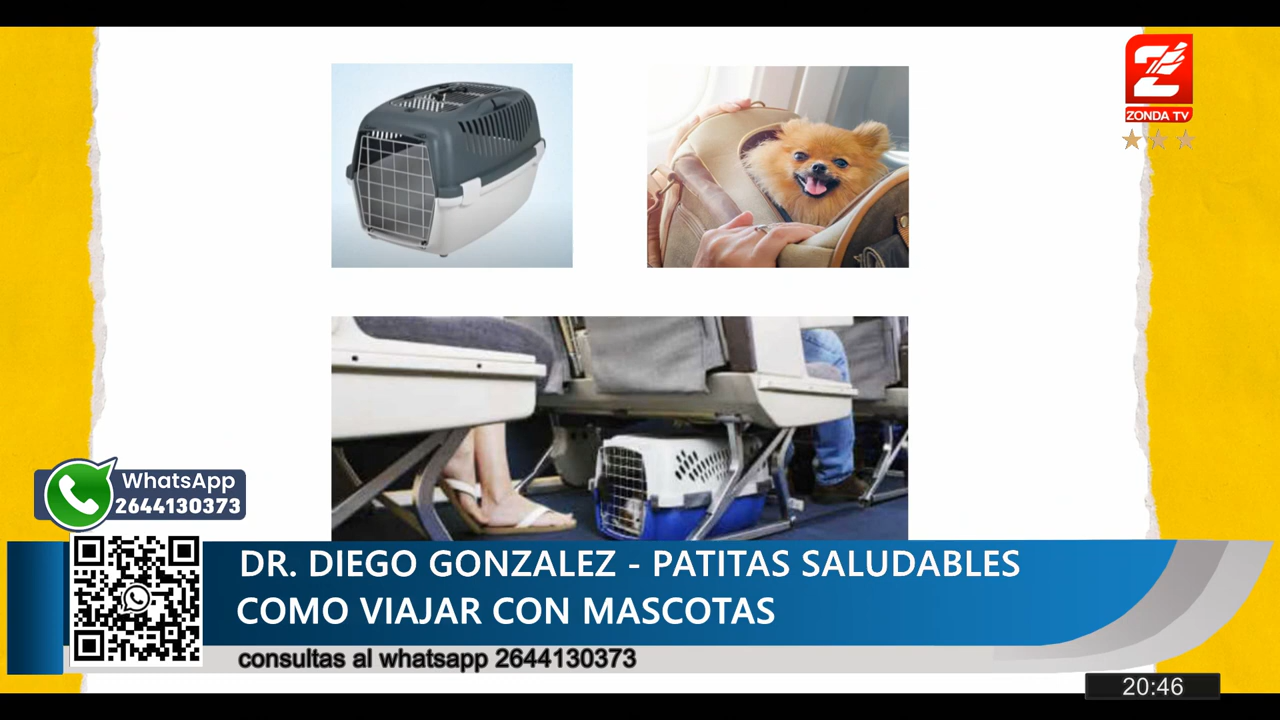 ZONDA TV
WhatsApp
2644130373
DR. DIEGO GONZALEZ - PATITAS SALUDABLES
COMO VIAJAR CON MASCOTAS
consultas al whatsapp 2644130373
20:46